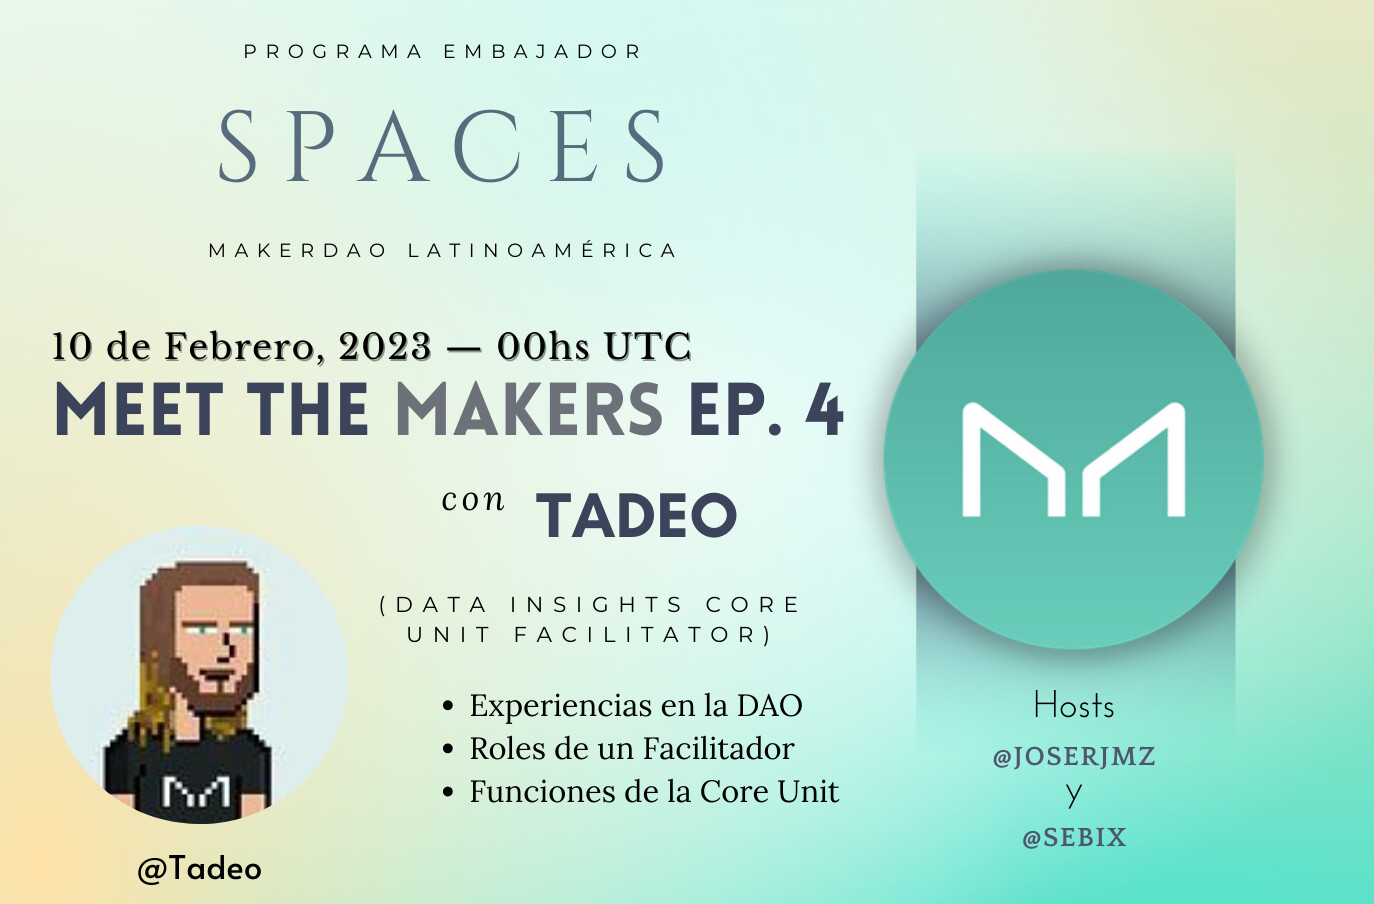 PROGRAMA EMBAJADOR
SPACES
MAKERDAO LATINOAMÉRICA
10 de Febrero, 2023 — 00hs UTC
MEET THE MAKERS EP. 4
con TADEO
(DATA INSIGHTS CORE
UNIT FACILITATOR)
• Experiencias en la DAO
• Roles de un Facilitador
• Funciones de la Core Unit
@Tadeo
Hosts
@JOSERJMZ
y
@SEBIX